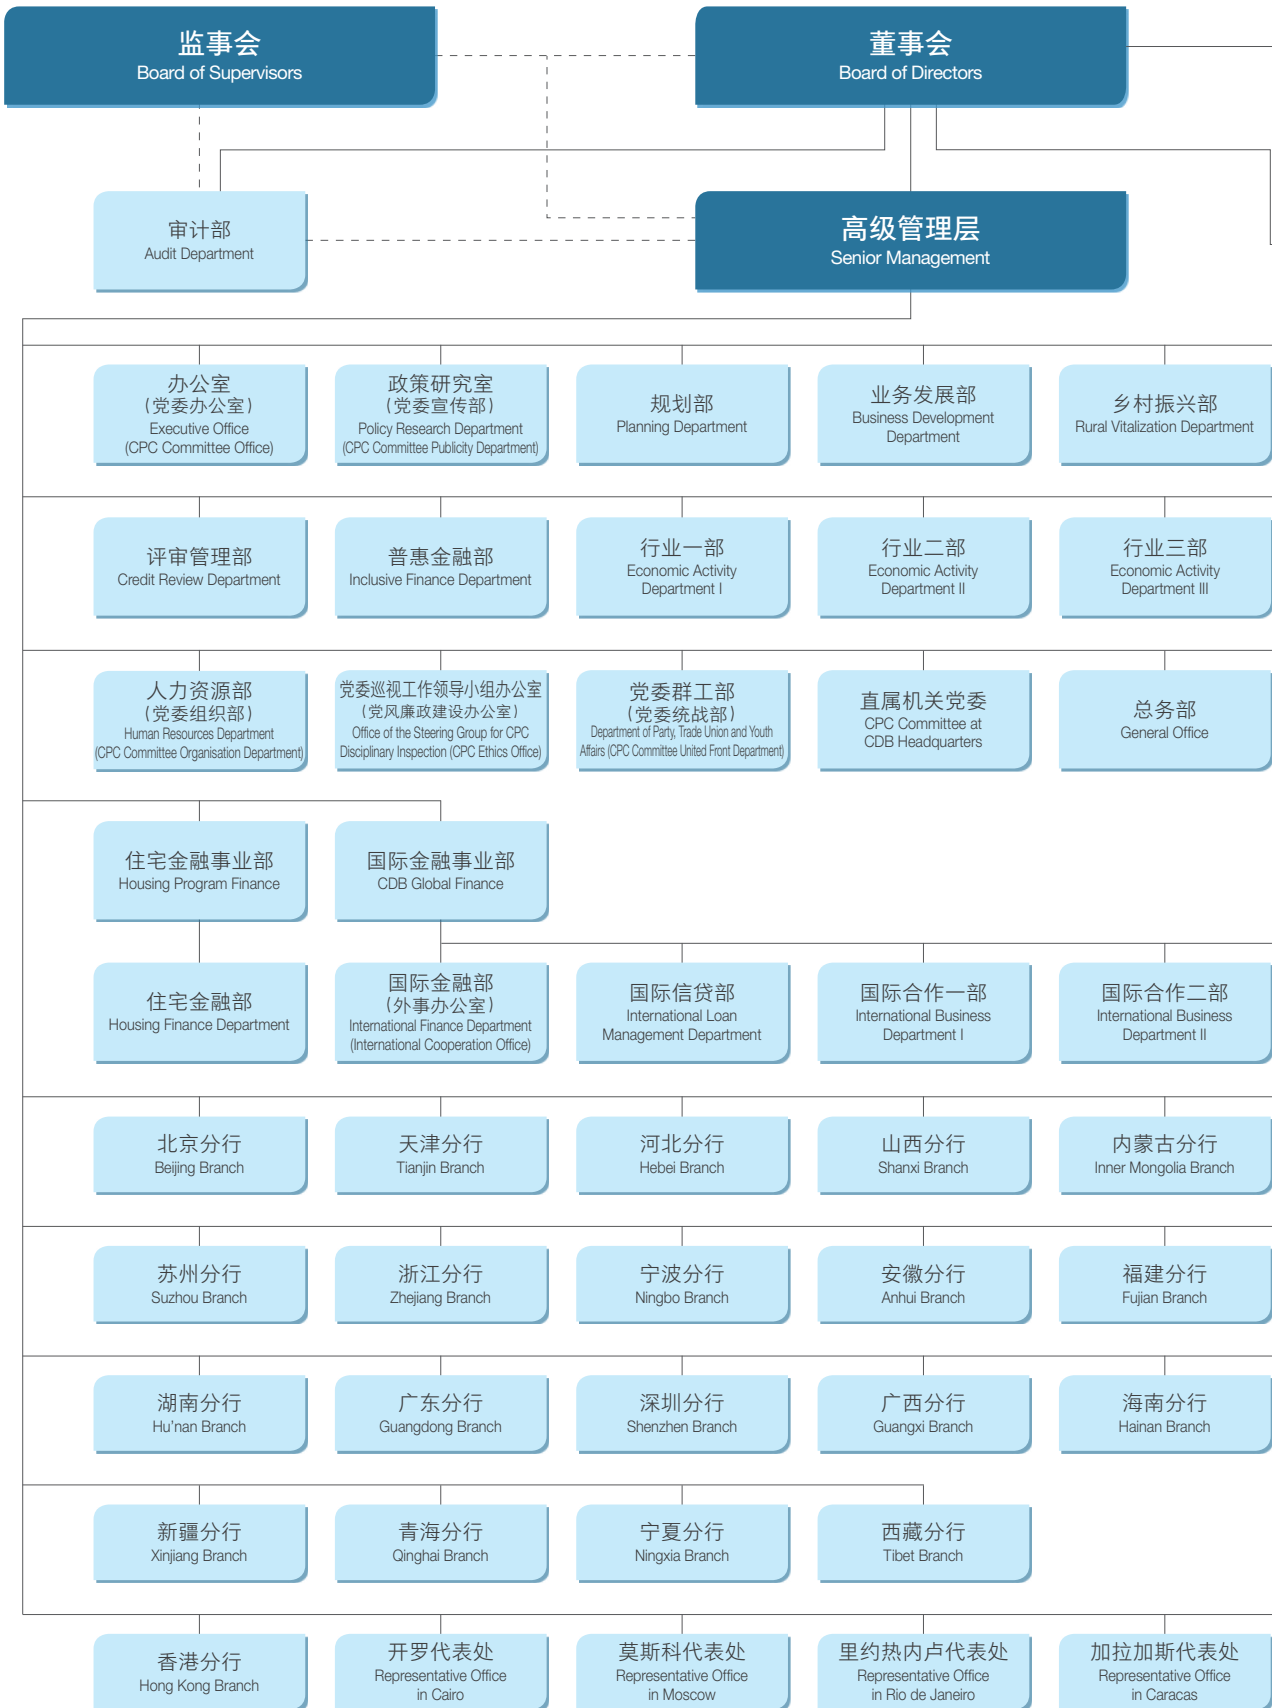 监事会
Board of Supervisors
董事会
Board of Directors
审计部
Audit Department
高级管理层
Senior Management
办公室
（党委办公室）
Executive Office
(CPC Committee Office)
政策研究室
（党委宣传部）
Policy Research Department
(CPC Committee Publicity Department)
规划部
Planning Department
业务发展部
Business Development
Department
乡村振兴部
Rural Vitalization Department
评审管理部
Credit Review Department
普惠金融部
Inclusive Finance Department
行业一部
Economic Activity
Department I
行业二部
Economic Activity
Department II
行业三部
Economic Activity
Department III
人力资源部
（党委组织部）
Human Resources Department
(CPC Committee Organisation Department)
党委巡视工作领导小组办公室
（党风廉政建设办公室）
Office of the Steering Group for CPC
Disciplinary Inspection (CPC Ethics Office)
党委群工部
（党委统战部）
Department of Party, Trade Union and Youth
Affairs (CPC Committee United Front Department)
直属机关党委
CPC Committee at
CDB Headquarters
总务部
General Office
住宅金融事业部
Housing Program Finance
国际金融事业部
CDB Global Finance
住宅金融部
Housing Finance Department
国际金融部
（外事办公室）
International Finance Department
(International Cooperation Office)
国际信贷部
International Loan
Management Department
国际合作一部
International Business
Department I
国际合作二部
International Business
Department II
北京分行
Beijing Branch
天津分行
Tianjin Branch
河北分行
Hebei Branch
山西分行
Shanxi Branch
内蒙古分行
Inner Mongolia Branch
苏州分行
Suzhou Branch
浙江分行
Zhejiang Branch
宁波分行
Ningbo Branch
安徽分行
Anhui Branch
福建分行
Fujian Branch
湖南分行
Hu'nan Branch
广东分行
Guangdong Branch
深圳分行
Shenzhen Branch
广西分行
Guangxi Branch
海南分行
Hainan Branch
新疆分行
Xinjiang Branch
青海分行
Qinghai Branch
宁夏分行
Ningxia Branch
西藏分行
Tibet Branch
香港分行
Hong Kong Branch
开罗代表处
Representative Office
in Cairo
莫斯科代表处
Representative Office
in Moscow
里约热内卢代表处
Representative Office
in Rio de Janeiro
加拉加斯代表处
Representative Office
in Caracas